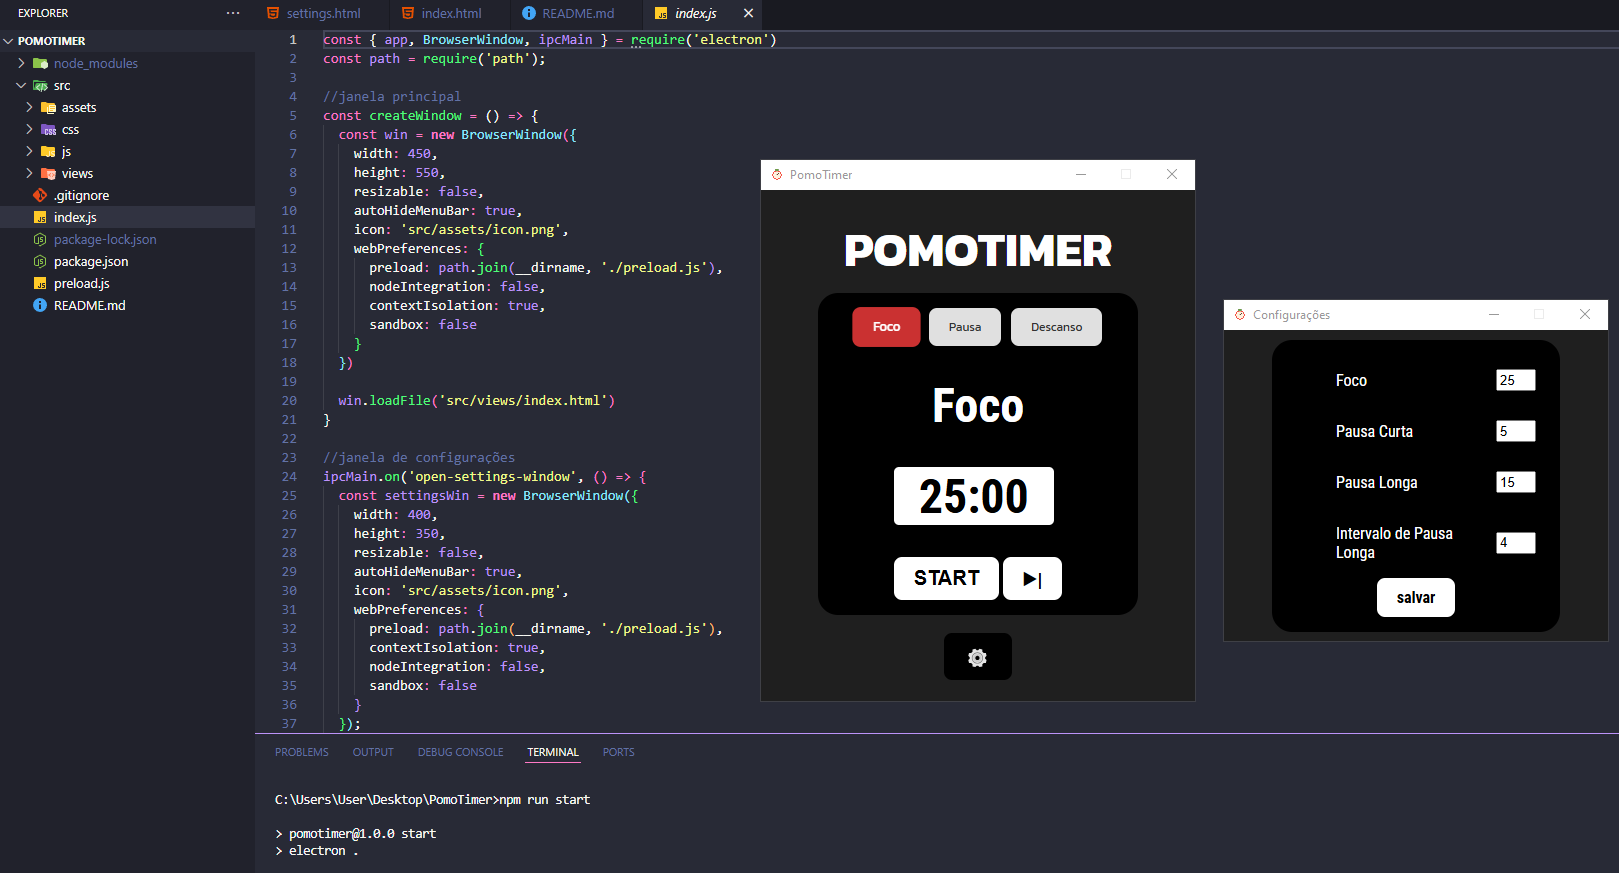 EXPLORER
POMOTIMER
node_modules
src
assets
css
js
views
.gitignore
index.js
package-lock.json
package.json
preload.js
README.md
settings.html
index.html
README.md
index.js
1 const { app, BrowserWindow, ipcMain } = require('electron')
2 const path = require('path');
3
4 //janela principal
5 const createWindow = () => {
6 const win = new BrowserWindow({
7 width: 450,
8 height: 550,
9 resizable: false,
10 autoHideMenuBar: true,
11 icon: 'src/assets/icon.png',
12 webPreferences: {
13 preload: path.join(__dirname, './preload.js'),
14 nodeIntegration: false,
15 contextIsolation: true,
16 sandbox: false
17 }
18 })
19
20 win.loadFile('src/views/index.html')
21 }
22
23 //janela de configurações
24 ipcMain.on('open-settings-window', () => {
25 const settingsWin = new BrowserWindow({
26 width: 400,
27 height: 350,
28 resizable: false,
29 autoHideMenuBar: true,
30 icon: 'src/assets/icon.png',
31 webPreferences: {
32 preload: path.join(__dirname, './preload.js'),
33 contextIsolation: true,
34 nodeIntegration: false,
35 sandbox: false
36 }
37 });
PomoTimer
POMOTIMER
Foco Pausa Descanso
Foco
25:00
START
Configurações
Foco 25
Pausa Curta 5
Pausa Longa 15
Intervalo de Pausa
Longa 4
salvar
PROBLEMS OUTPUT DEBUG CONSOLE TERMINAL PORTS
C:\Users\User\Desktop\PomoTimer>npm run start
> pomotimer@1.0.0 start
> electron .